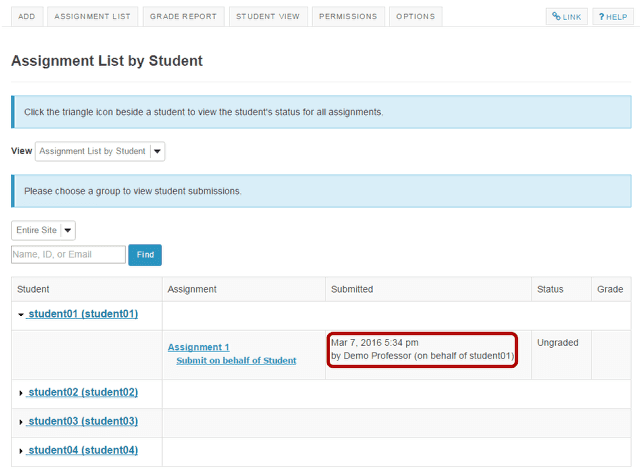 ADD ASSIGNMENT LIST GRADE REPORT STUDENT VIEW PERMISSIONS OPTIONS LINK ? HELP
Assignment List by Student
Click the triangle icon beside a student to view the student's status for all assignments.
View Assignment List by Student
Please choose a group to view student submissions.
Entire Site
Name, ID, or Email Find
Student Assignment Submitted Status Grade
student01 (student01)
Assignment 1 Mar 7, 2016 5:34 pm Ungraded
Submit on behalf of Student by Demo Professor (on behalf of student01)
student02 (student02)
student03 (student03)
student04 (student04)